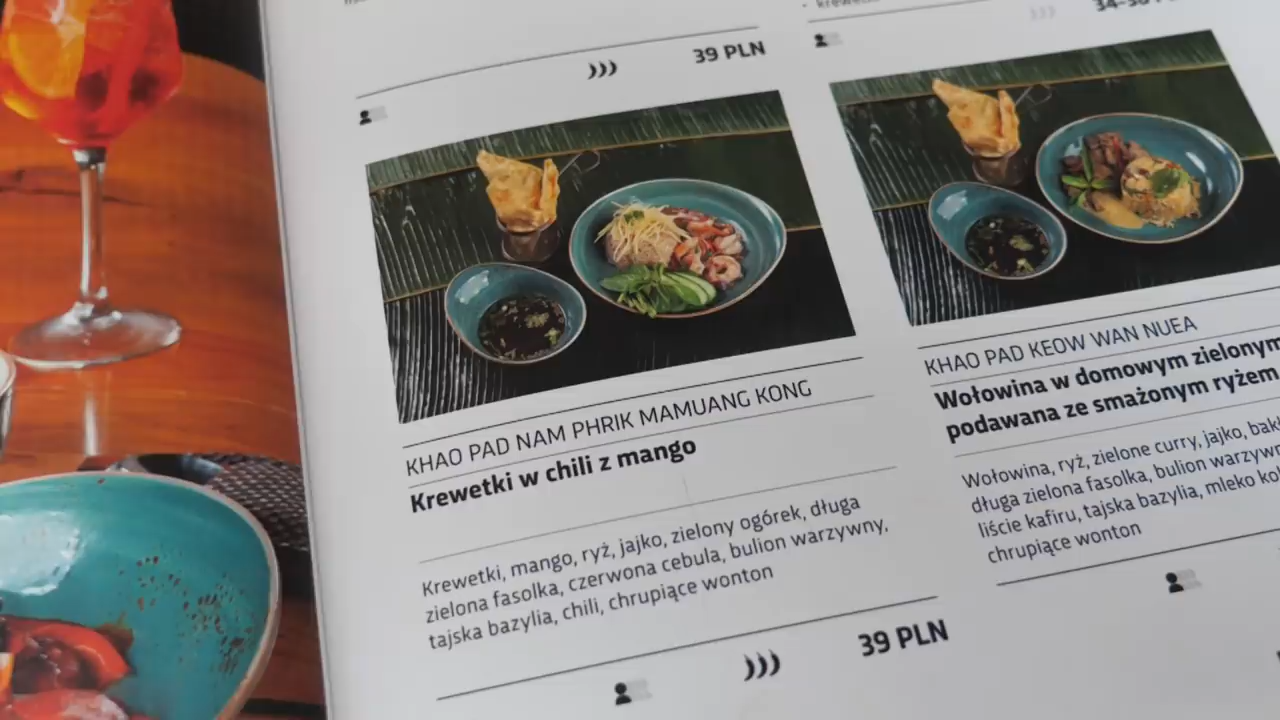 39 PLN
KHAO PAD NAM PHRIK MAMUANG KONG
Krewetki w chili z mango
Krewetki, mango, ryż, jajko, zielony ogórek, długa
zielona fasolka, czerwona cebula, bulion warzywny,
tajska bazylia, chili, chrupiące wonton
39 PLN
KHAO PAD KEOW WAN NUEA
Wołowina w domowym zielonym
podawana ze smażonym ryżem
Wołowina, ryż, zielone curry, jajko,
długa zielona fasolka, bulion
liście kafiru, tajska bazylia, mleko
chrupiące wonton